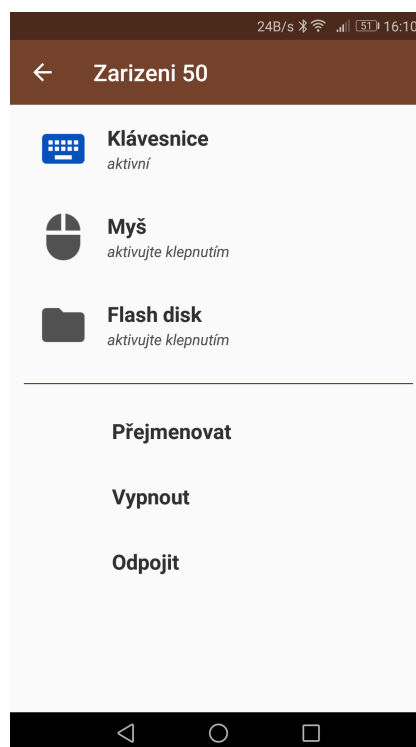 24B/s 51 16:10
Zarizeni 50
Klávesnice
aktivní
Myš
aktivujte klepnutím
Flash disk
aktivujte klepnutím
Přejmenovat
Vypnout
Odpojit